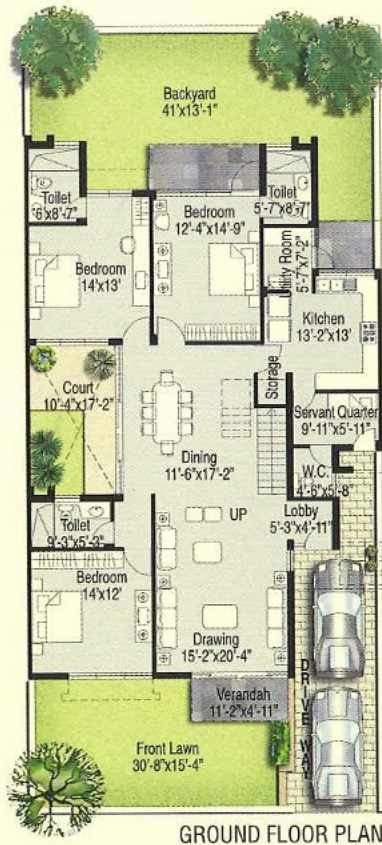 Backyard
41'x13'-1"
Toilet
6'x8'-7"
Bedroom
12'-4"x14'-9"
Toilet
5'-7"x8'-7"
Bedroom
14'x13'
Utility Room
5'-7"x7'-2"
Kitchen
13'-2"x13'
Storage
Court
10'-4"x17'-2"
Servant Quarter
9'-11"x5'-11"
Dining
11'-6"x17'-2"
W.C.
4'-6"x5'-8"
UP
Lobby
5'-3"x4'-11"
Toilet
9'-3"x5'-3"
Bedroom
14'x12'
Drawing
15'-2"x20'-4"
Verandah
11'-2"x4'-11"
DRIVE WAY
Front Lawn
30'-8"x15'-4"
GROUND FLOOR PLAN